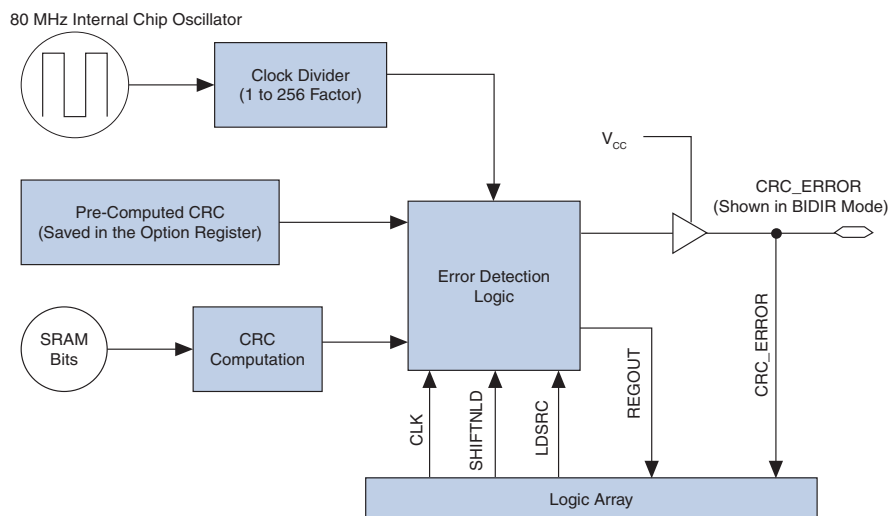 80 MHz Internal Chip Oscillator
Clock Divider
(1 to 256 Factor)
V_CC
CRC_ERROR
(Shown in BIDIR Mode)
Pre-Computed CRC
(Saved in the Option Register)
Error Detection
Logic
SRAM
Bits
CRC
Computation
CLK
SHIFTNLD
LDSRC
REGOUT
CRC_ERROR
Logic Array